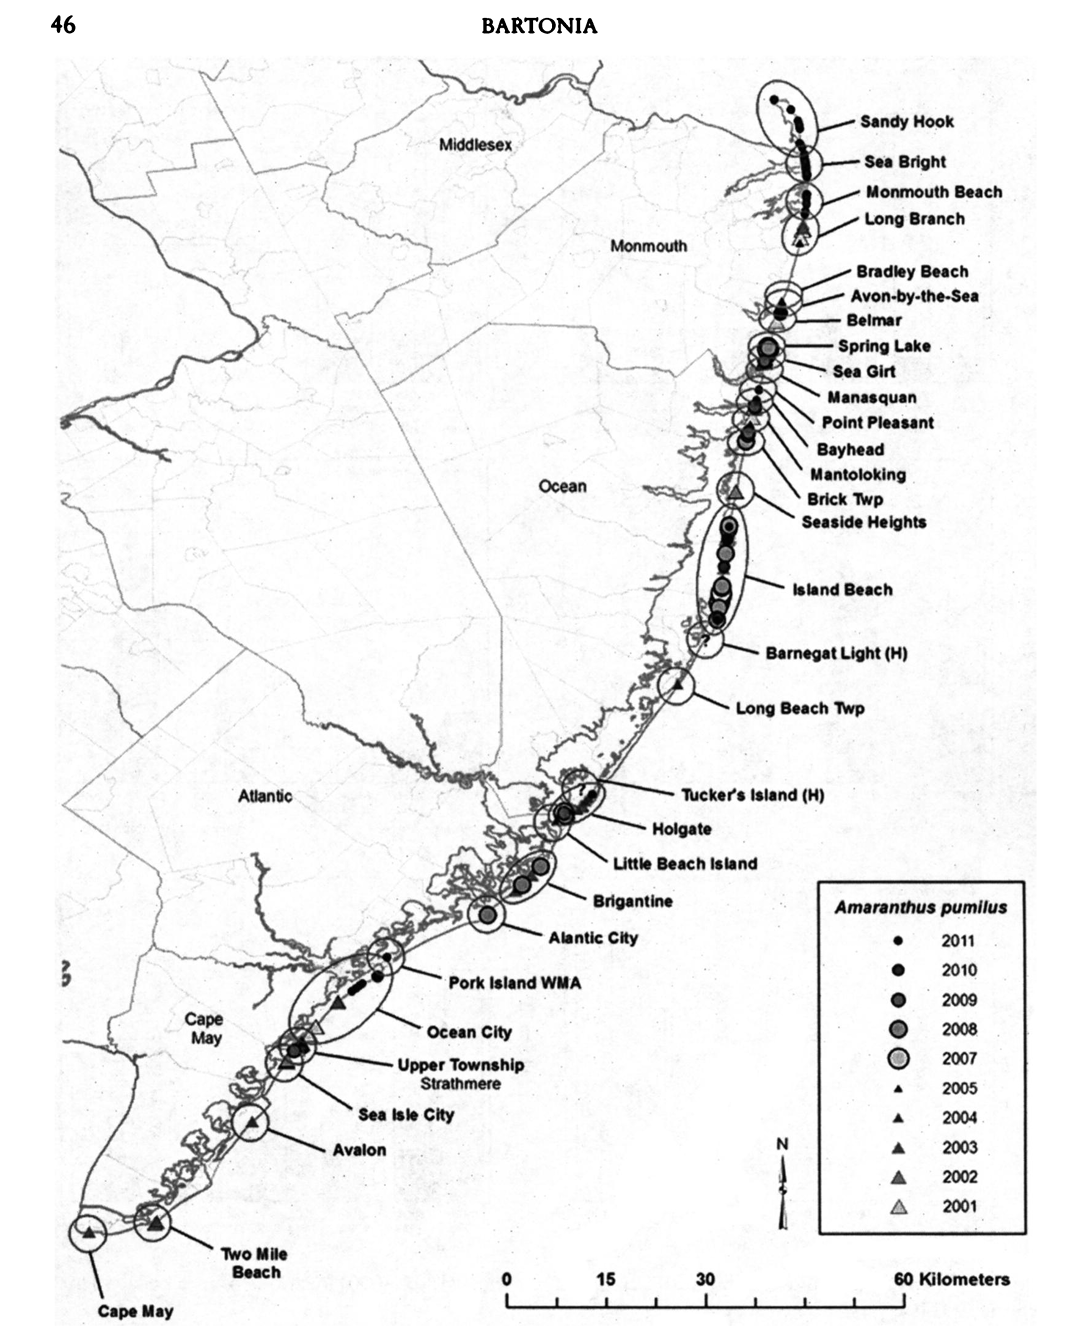 46
BARTONIA
Middlesex
Monmouth
Ocean
Atlantic
Cape
May
Sandy Hook
Sea Bright
Monmouth Beach
Long Branch
Bradley Beach
Avon-by-the-Sea
Belmar
Spring Lake
Sea Girt
Manasquan
Point Pleasant
Bayhead
Mantoloking
Brick Twp
Seaside Heights
Island Beach
?
Barnegat Light (H)
Long Beach Twp
?
Tucker's Island (H)
Holgate
Little Beach Island
Brigantine
Alantic City
Pork Island WMA
Ocean City
Upper Township
Strathmere
Sea Isle City
Avalon
Two Mile
Beach
Cape May
Amaranthus pumilus
2011
2010
2009
2008
2007
2005
2004
2003
2002
2001
N
0 15 30 60 Kilometers